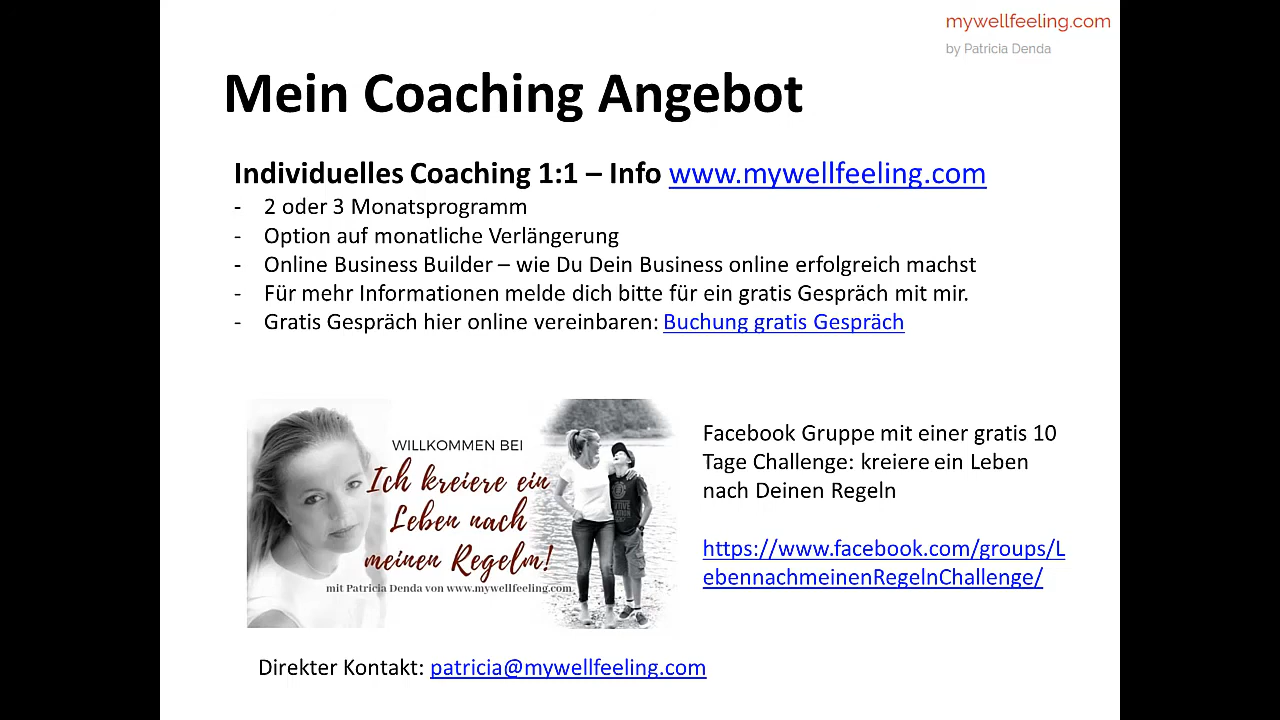 mywellfeeling.com
by Patricia Denda
Mein Coaching Angebot
Individuelles Coaching 1:1 – Info www.mywellfeeling.com
- 2 oder 3 Monatsprogramm
- Option auf monatliche Verlängerung
- Online Business Builder – wie Du Dein Business online erfolgreich machst
- Für mehr Informationen melde dich bitte für ein gratis Gespräch mit mir.
- Gratis Gespräch hier online vereinbaren: Buchung gratis Gespräch
WILLKOMMEN BEI
Ich kreiere ein
Leben nach
meinen Regeln!
mit Patricia Denda von www.mywellfeeling.com
Facebook Gruppe mit einer gratis 10
Tage Challenge: kreiere ein Leben
nach Deinen Regeln
https://www.facebook.com/groups/L
ebennachmeinenRegelnChallenge/
Direkter Kontakt: patricia@mywellfeeling.com